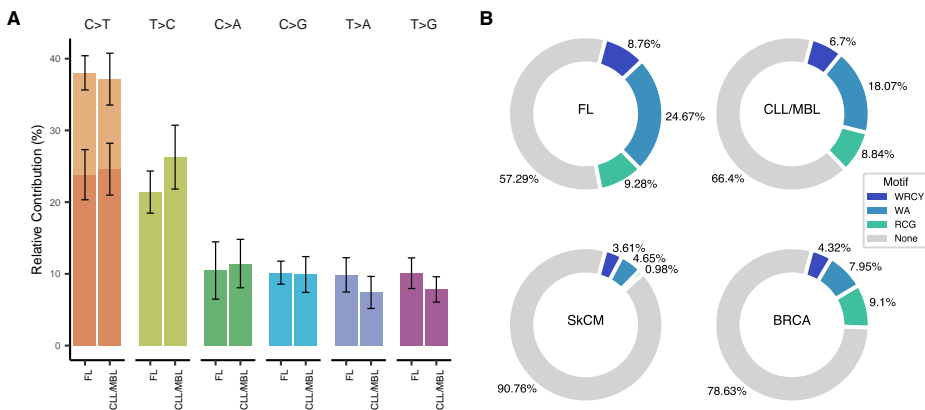 A
C>T T>C C>A C>G T>A T>G
Relative Contribution (%)
40
30
20
10
0
FL CLL/MBL FL CLL/MBL FL CLL/MBL FL CLL/MBL FL CLL/MBL FL CLL/MBL
B
8.76%
24.67%
9.28%
57.29%
FL
6.7%
18.07%
8.84%
66.4%
CLL/MBL
Motif
WRCY
WA
RCG
None
3.61%
4.65%
0.98%
90.76%
SkCM
4.32%
7.95%
9.1%
78.63%
BRCA